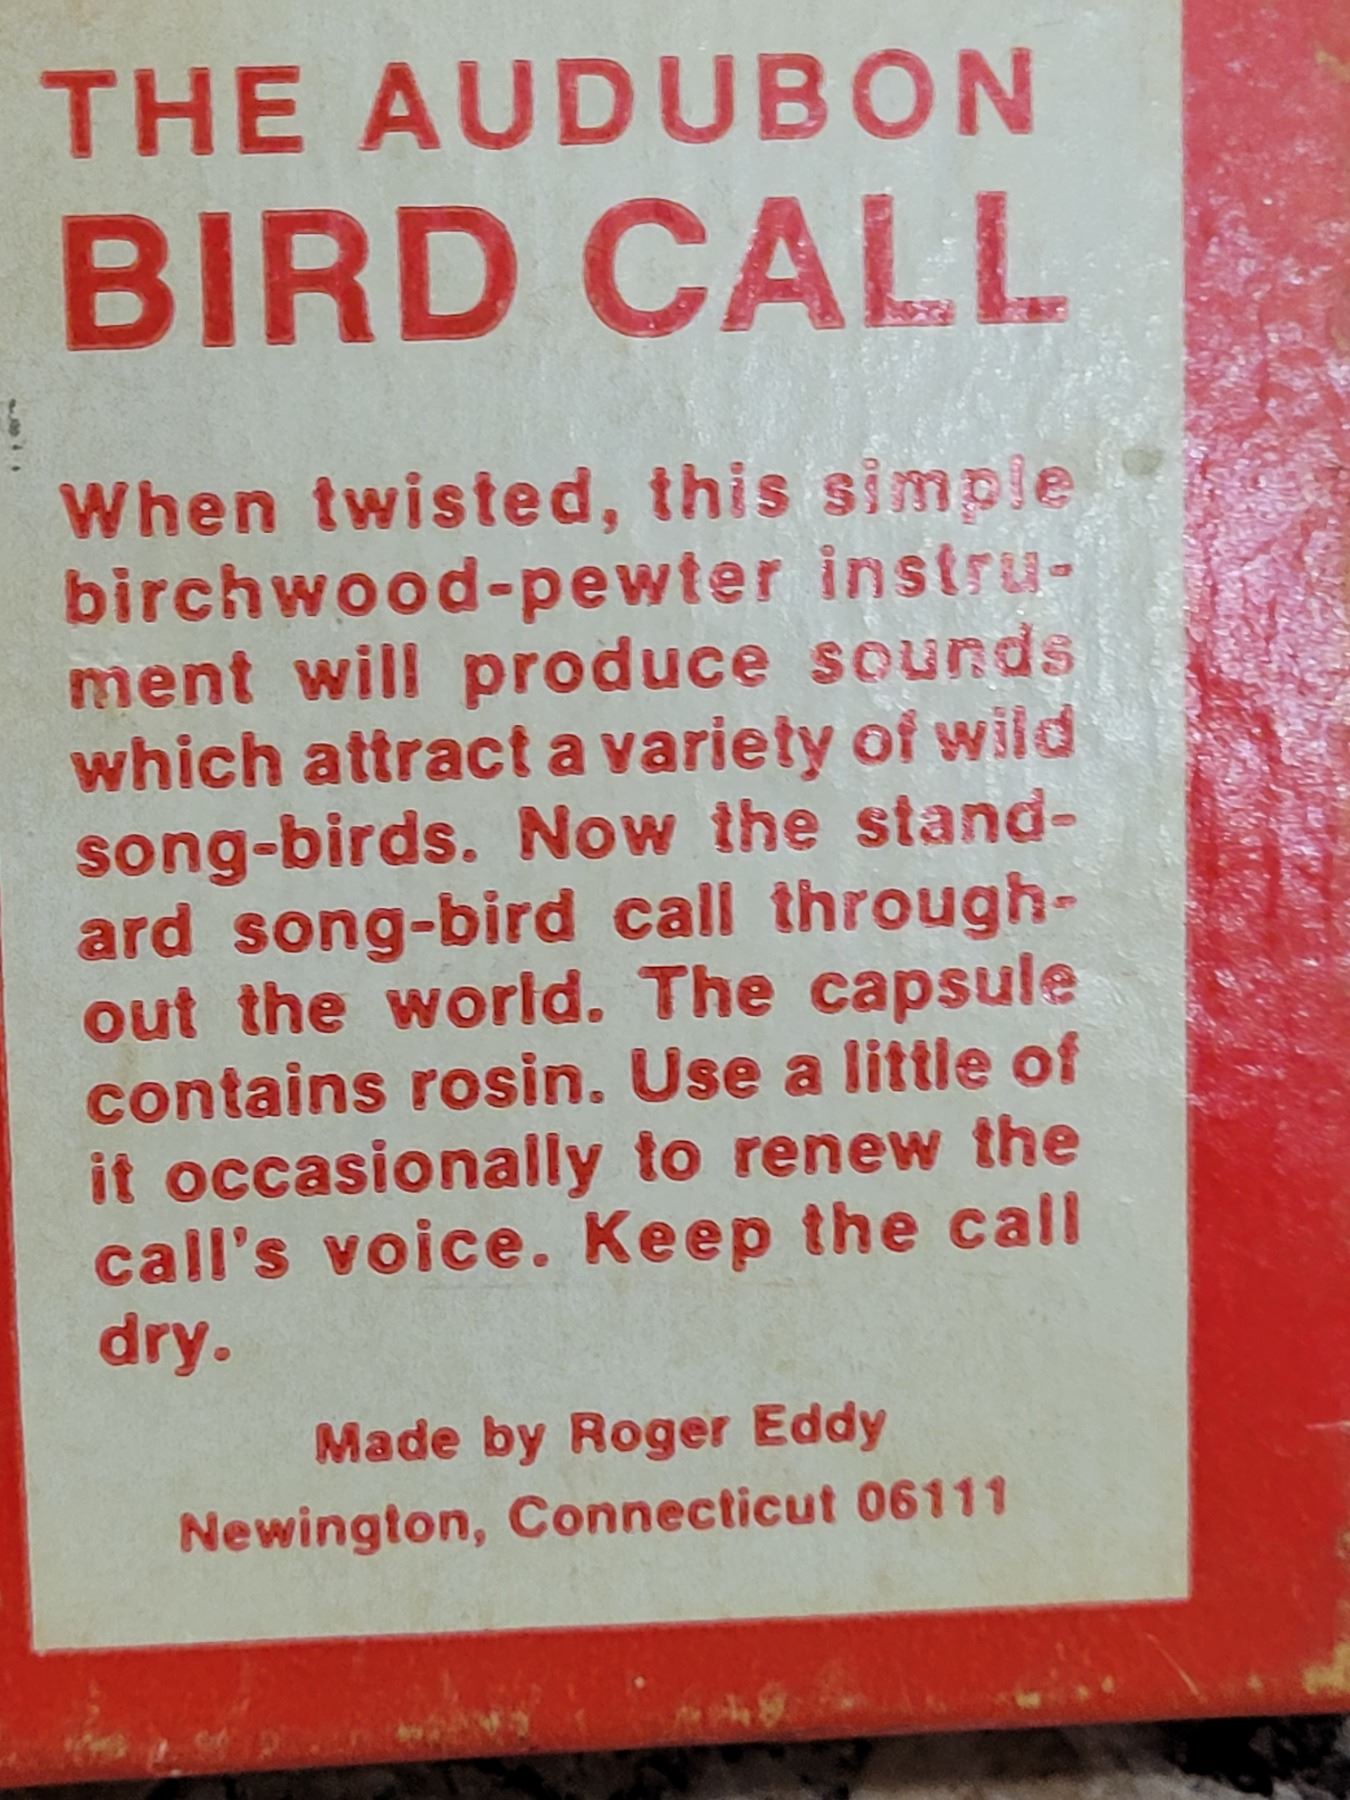 THE AUDUBON
BIRD CALL
When twisted, this simple
birchwood-pewter instru-
ment will produce sounds
which attract a variety of wild
song-birds. Now the stand-
ard song-bird call through-
out the world. The capsule
contains rosin. Use a little of
it occasionally to renew the
call's voice. Keep the call
dry.
Made by Roger Eddy
Newington, Connecticut 06111